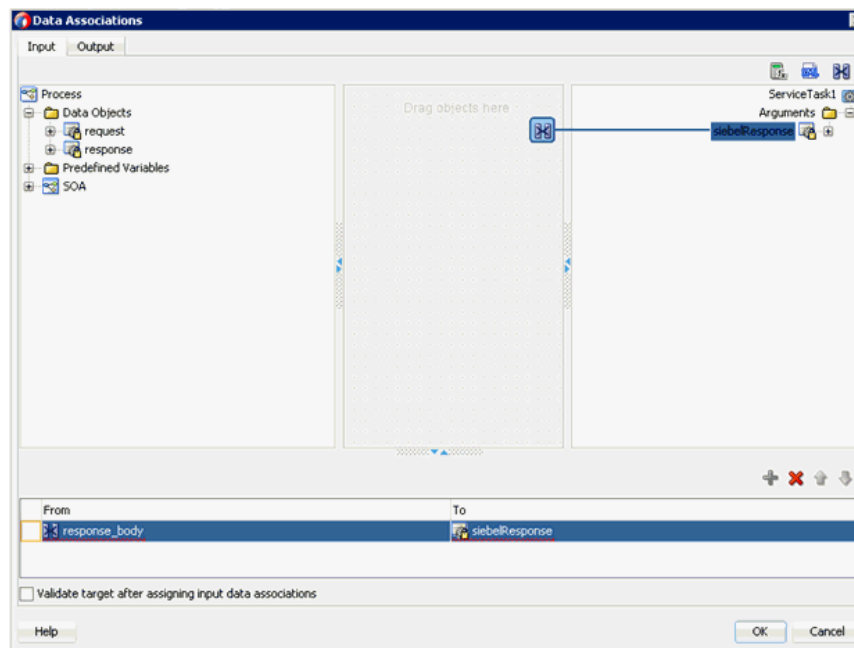 Data Associations
Input Output
Process
Data Objects
request
response
Predefined Variables
SOA
Drag objects here
ServiceTask1
Arguments
siebelResponse
From To
response_body siebelResponse
Validate target after assigning input data associations
Help OK Cancel